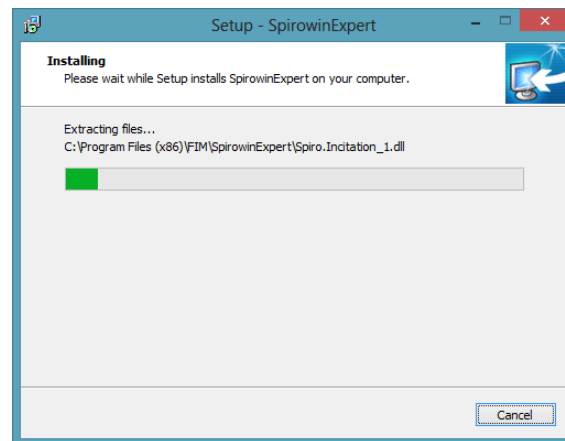 Setup - SpirowinExpert
Installing
Please wait while Setup installs SpirowinExpert on your computer.
Extracting files...
C:\Program Files (x86)\FIM\SpirowinExpert\Spiro.Incitation_1.dll
Cancel